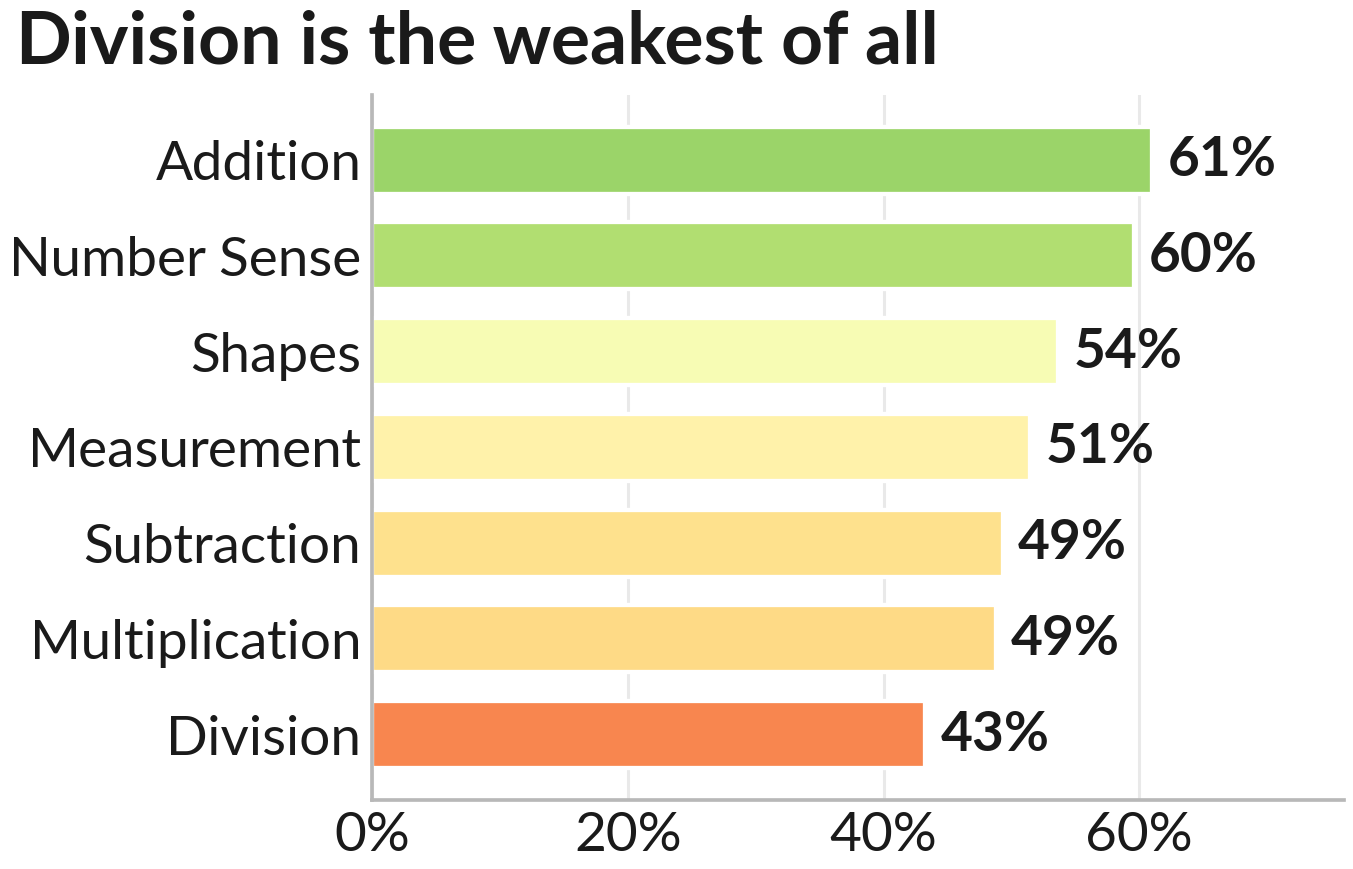 Division is the weakest of all
Addition 61%
Number Sense 60%
Shapes 54%
Measurement 51%
Subtraction 49%
Multiplication 49%
Division 43%
0% 20% 40% 60%